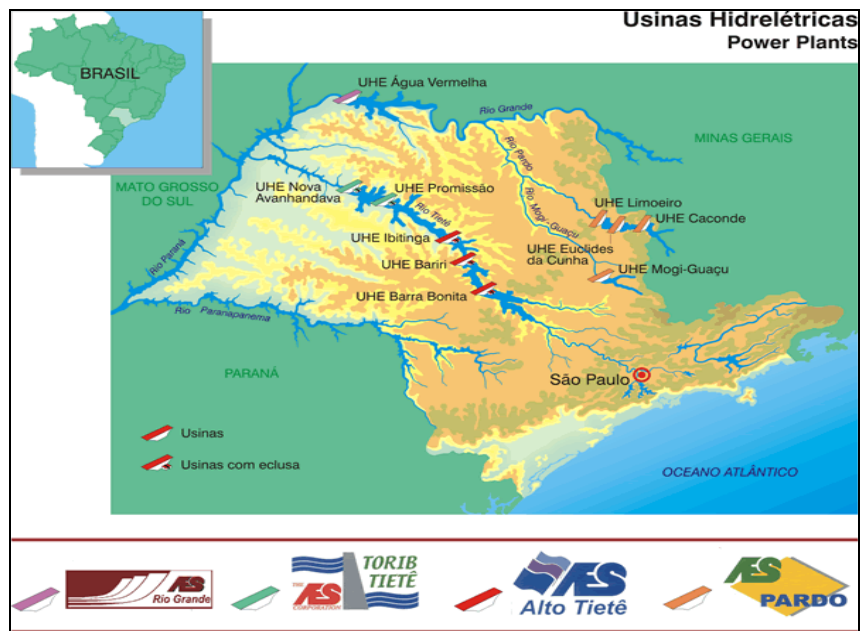 Usinas Hidrelétricas
Power Plants
BRASIL
UHE Água Vermelha
Rio Grande
MINAS GERAIS
Rio Pardo
MATO GROSSO
DO SUL
UHE Nova
Avanhandava
UHE Promissão
Rio Tietê
Rio Mogi-Guaçu
UHE Limoeiro
UHE Caconde
UHE Ibitinga
UHE Euclides
da Cunha
UHE Bariri
UHE Mogi-Guaçu
UHE Barra Bonita
Rio Paraná
Rio Paranapanema
PARANÁ
São Paulo
Usinas
Usinas com eclusa
OCEANO ATLÂNTICO
AES
Rio Grande
TORIB
TIETÊ
THE
AES
CORPORATION
AES
Alto Tietê
AES
PARDO